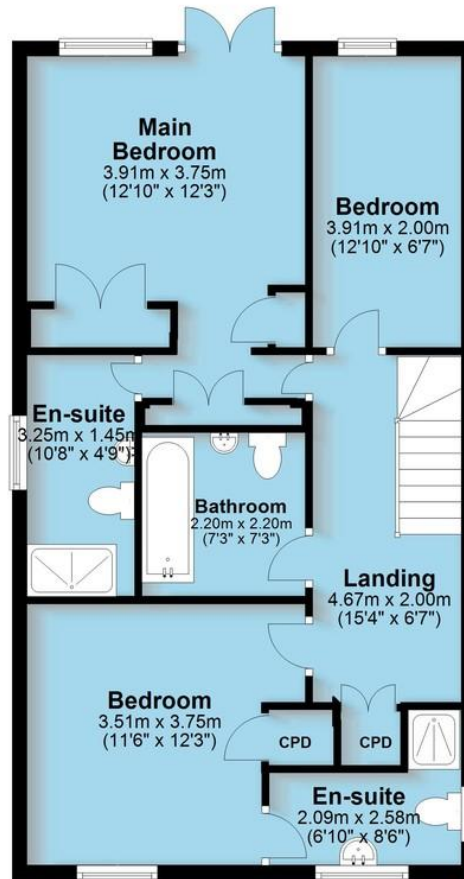 Main
Bedroom
3.91m x 3.75m
(12'10" x 12'3")
Bedroom
3.91m x 2.00m
(12'10" x 6'7")
En-suite
3.25m x 1.45m
(10'8" x 4'9")
Bathroom
2.20m x 2.20m
(7'3" x 7'3")
Landing
4.67m x 2.00m
(15'4" x 6'7")
Bedroom
3.51m x 3.75m
(11'6" x 12'3")
CPD
CPD
En-suite
2.09m x 2.58m
(6'10" x 8'6")